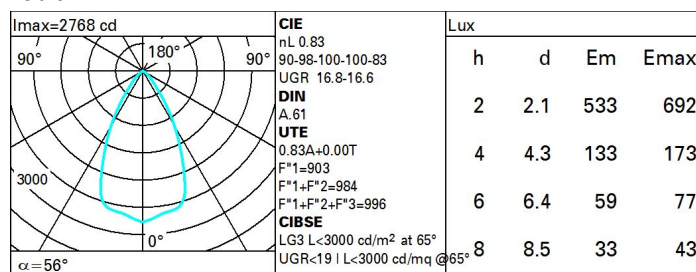 Imax=2768 cd
90° 180° 90°
3000
0°
α=56°
CIE
nL 0.83
90-98-100-100-83
UGR 16.8-16.6
DIN
A.61
UTE
0.83A+0.00T
F"1=903
F"1+F"2=984
F"1+F"2+F"3=996
CIBSE
LG3 L<3000 cd/m² at 65°
UGR<19 | L<3000 cd/mq @65°
Lux
h d Em Emax
2 2.1 533 692
4 4.3 133 173
6 6.4 59 77
8 8.5 33 43